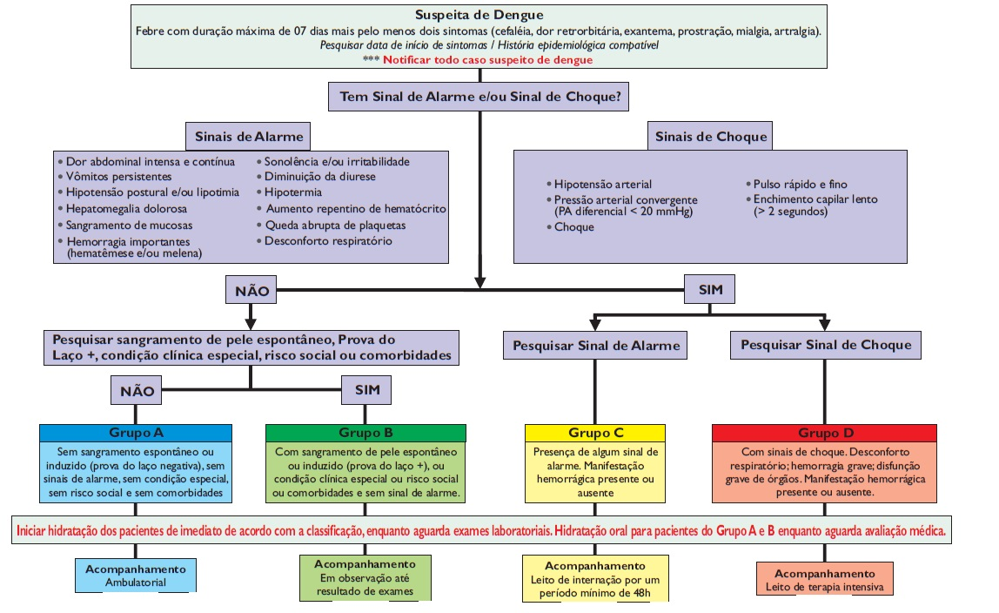 Suspeita de Dengue
Febre com duração máxima de 07 dias mais pelo menos dois sintomas (cefaléia, dor retrorbitária, exantema, prostração, mialgia, artralgia).
Pesquisar data de início de sintomas / História epidemiológica compatível
*** Notificar todo caso suspeito de dengue
Tem Sinal de Alarme e/ou Sinal de Choque?
Sinais de Alarme
• Dor abdominal intensa e contínua
• Vômitos persistentes
• Hipotensão postural e/ou lipotimia
• Hepatomegalia dolorosa
• Sangramento de mucosas
• Hemorragia importantes
(hematêmese e/ou melena)
• Sonolência e/ou irritabilidade
• Diminuição da diurese
• Hipotermia
• Aumento repentino de hematócrito
• Queda abrupta de plaquetas
• Desconforto respiratório
Sinais de Choque
• Hipotensão arterial
• Pressão arterial convergente
(PA diferencial < 20 mmHg)
• Choque
• Pulso rápido e fino
• Enchimento capilar lento
(> 2 segundos)
NÃO
SIM
Pesquisar sangramento de pele espontâneo, Prova do
Laço +, condição clínica especial, risco social ou comorbidades
Pesquisar Sinal de Alarme
Pesquisar Sinal de Choque
NÃO
SIM
Grupo A
Sem sangramento espontâneo ou
induzido (prova do laço negativa), sem
sinais de alarme, sem condição especial,
sem risco social e sem comorbidades
Grupo B
Com sangramento de pele espontâneo
ou induzido (prova do laço +), ou
condição clínica especial ou risco social
ou comorbidades e sem sinal de alarme.
Grupo C
Presença de algum sinal de
alarme. Manifestação
hemorrágica presente ou
ausente
Grupo D
Com sinais de choque. Desconforto
respiratório; hemorragia grave; disfunção
grave de órgãos. Manifestação hemorrágica
presente ou ausente.
Iniciar hidratação dos pacientes de imediato de acordo com a classificação, enquanto aguarda exames laboratoriais. Hidratação oral para pacientes do Grupo A e B enquanto aguarda avaliação médica.
Acompanhamento
Ambulatorial
Acompanhamento
Em observação até
resultado de exames
Acompanhamento
Leito de internação por um
período mínimo de 48h
Acompanhamento
Leito de terapia intensiva